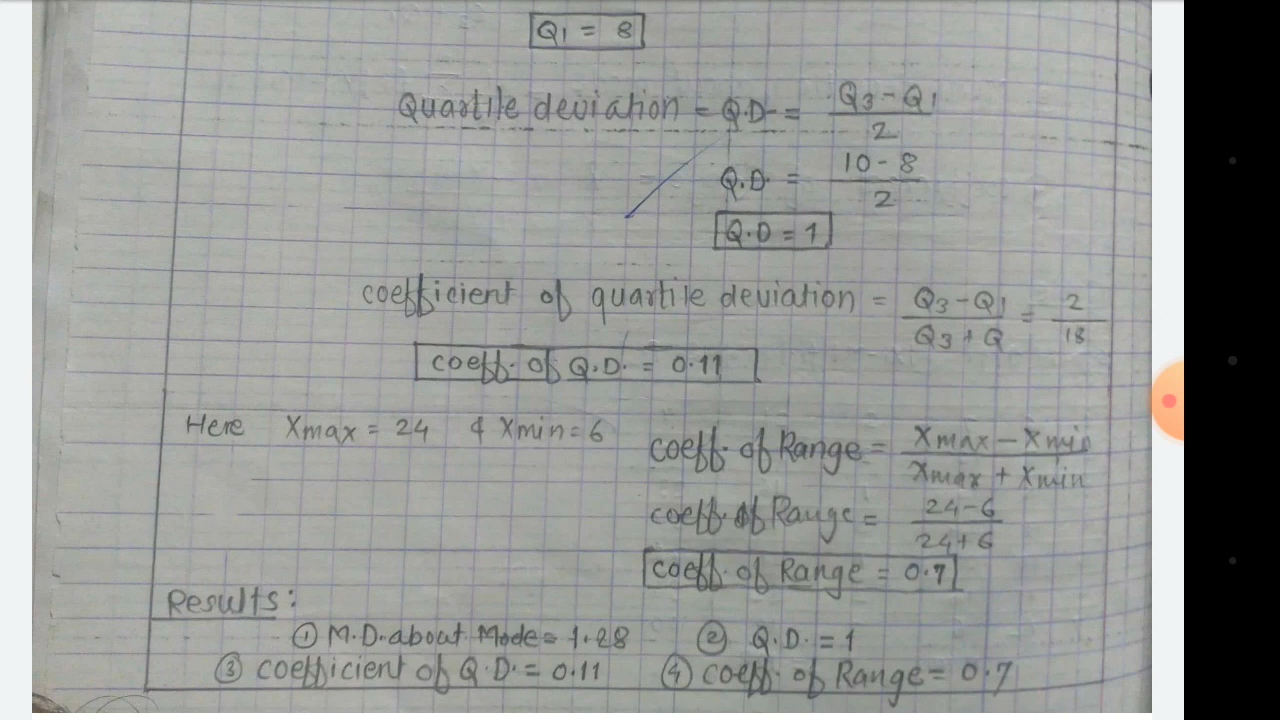 Q1 = 8
Quartile deviation = Q.D. = Q3 - Q1 / 2
Q.D. = 10 - 8 / 2
Q.D = 1
coefficient of quartile deviation = Q3 - Q1 / Q3 + Q = 2 / 18
coeff. of Q.D. = 0.11
Here Xmax = 24 & Xmin = 6
coeff. of Range = Xmax - Xmin / Xmax + Xmin
coeff. of Range = 24 - 6 / 24 + 6
coeff. of Range = 0.7
Results:
① M.D. about Mode = 1.28 ② Q.D. = 1
③ coefficient of Q.D. = 0.11 ④ coeff. of Range = 0.7